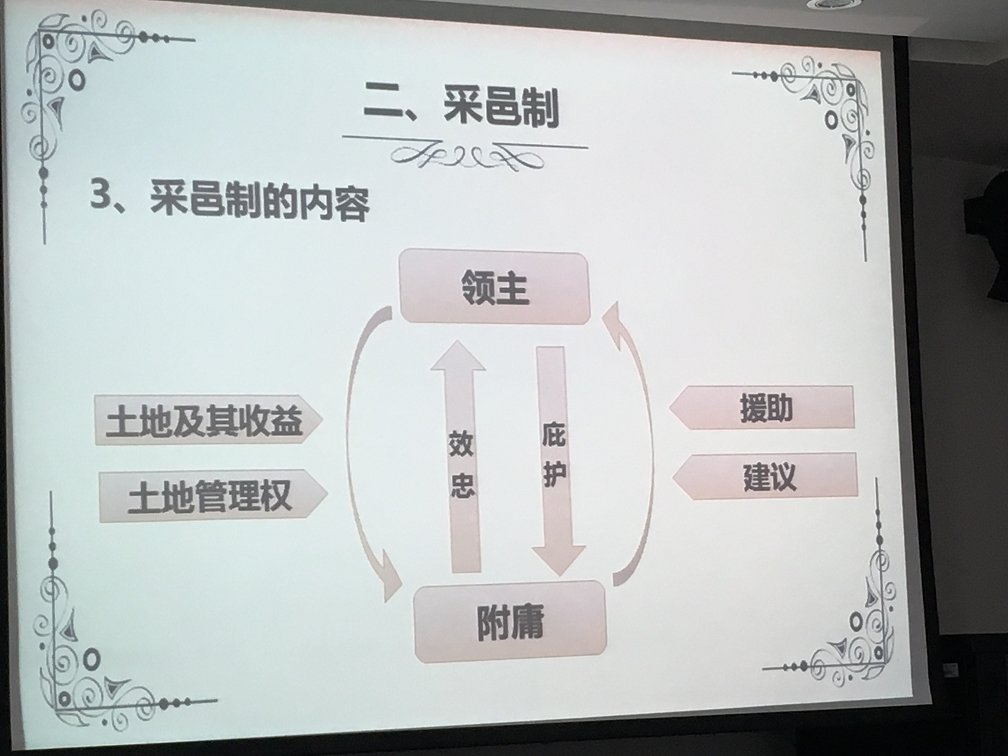 二、采邑制
3、采邑制的内容
领主
土地及其收益
土地管理权
效忠
庇护
援助
建议
附庸